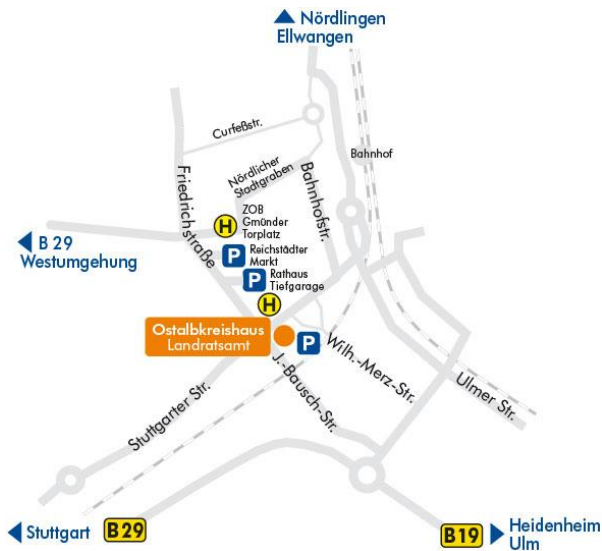 Nördlingen
Ellwangen
Curfeßstr.
Nördlicher
Stadtgraben
Bahnhof
Friedrichstraße
Bahnhofstr.
H
ZOB
Gmünder
Torplatz
B 29
Westumgehung
P
Reichstädter
Markt
P
Rathaus
Tiefgarage
H
Ostalbkreishaus
Landratsamt
P
Wilh.-Merz-Str.
J.-Bausch-Str.
Stuttgarter Str.
Ulmer Str.
Stuttgart
B29
B19
Heidenheim
Ulm